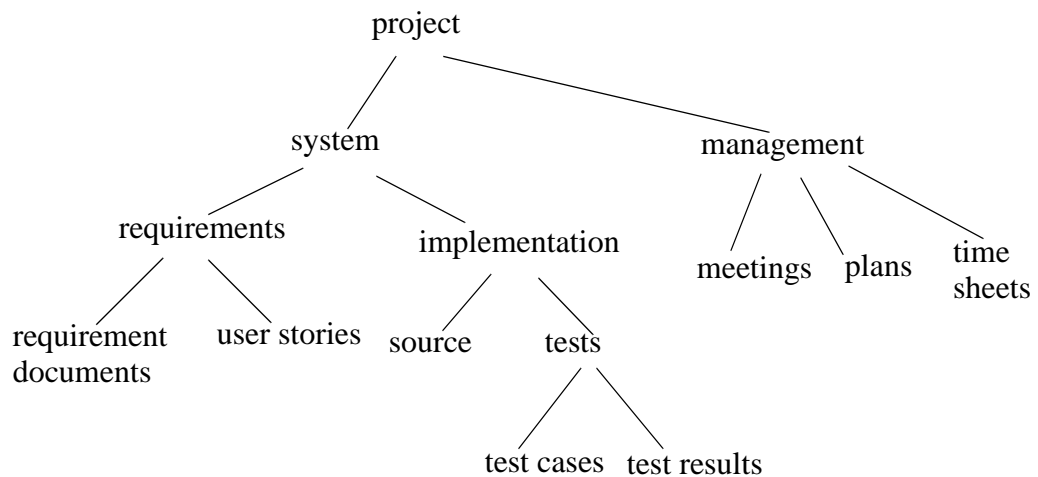 project
system
management
requirements
implementation
meetings
plans
time
sheets
requirement
documents
user stories
source
tests
test cases
test results